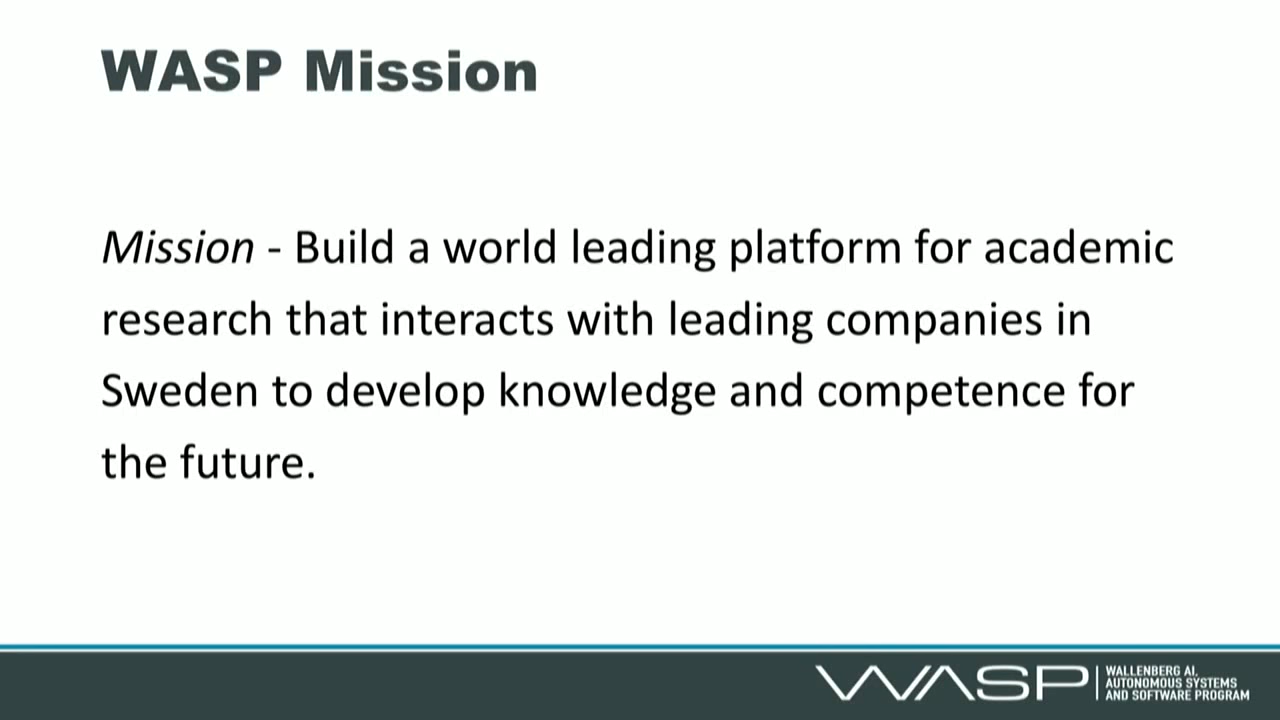 WASP Mission
Mission - Build a world leading platform for academic
research that interacts with leading companies in
Sweden to develop knowledge and competence for
the future.
WASP
WALLENBERG AI,
AUTONOMOUS SYSTEMS
AND SOFTWARE PROGRAM